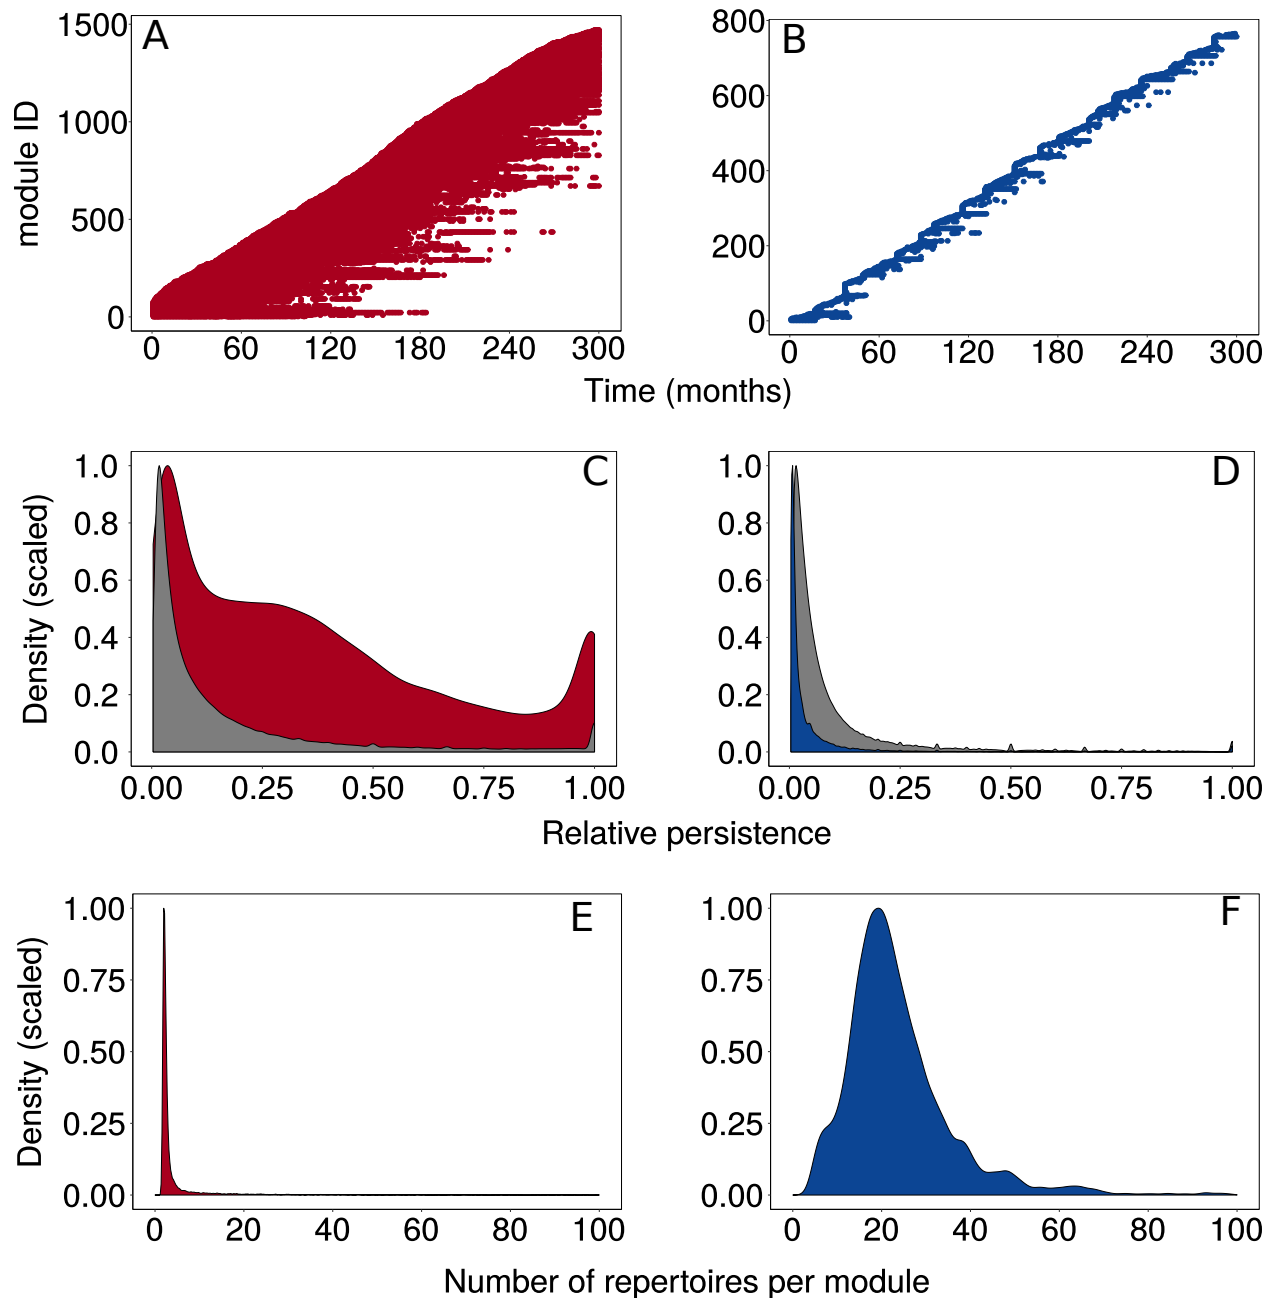 A
B
1500
1000
500
0
module ID
800
600
400
200
0
0 60 120 180 240 300
0 60 120 180 240 300
Time (months)
C
D
1.0
0.8
0.6
0.4
0.2
0.0
Density (scaled)
1.0
0.8
0.6
0.4
0.2
0.0
0.00 0.25 0.50 0.75 1.00
0.00 0.25 0.50 0.75 1.00
Relative persistence
E
F
1.00
0.75
0.50
0.25
0.00
Density (scaled)
1.00
0.75
0.50
0.25
0.00
0 20 40 60 80 100
0 20 40 60 80 100
Number of repertoires per module